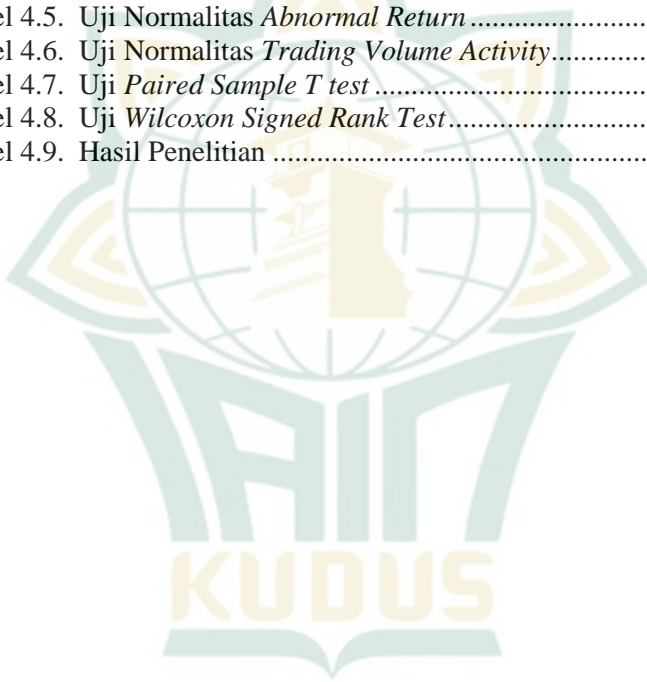 el 4.5. Uji Normalitas Abnormal Return .......................
el 4.6. Uji Normalitas Trading Volume Activity .............
el 4.7. Uji Paired Sample T test .....................................
el 4.8. Uji Wilcoxon Signed Rank Test ...........................
el 4.9. Hasil Penelitian ..................................................
IAIN
KUDUS